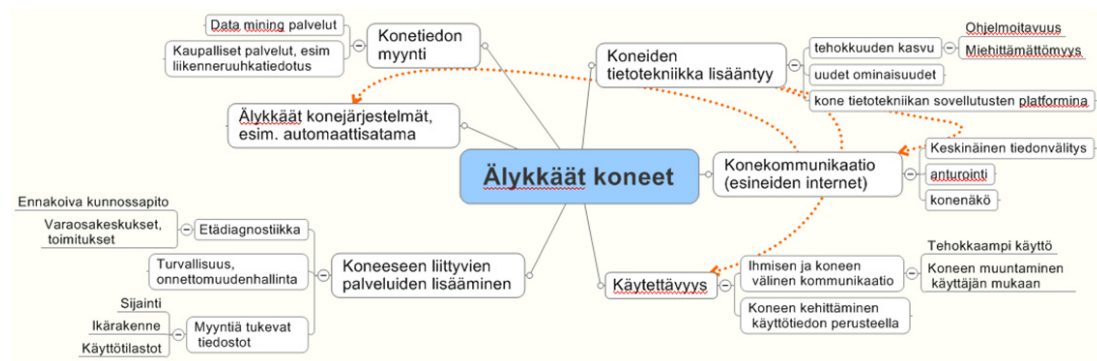 Data mining palvelut
Kaupalliset palvelut, esim
liikenneruuhkatiedotus
Konetiedon
myynti
Älykkäät konejärjestelmät,
esim. automaattisatama
Älykkäät koneet
Koneiden
tietotekniikka lisääntyy
tehokkuuden kasvu
Ohjelmoitavuus
Miehittämättömyys
uudet ominaisuudet
kone tietotekniikan sovellutusten platformina
Konekommunikaatio
(esineiden internet)
Keskinäinen tiedonvälitys
anturointi
konenäkö
Käytettävyys
Ihmisen ja koneen
välinen kommunikaatio
Tehokkaampi käyttö
Koneen muuntaminen
käyttäjän mukaan
Koneen kehittäminen
käyttötiedon perusteella
Koneeseen liittyvien
palveluiden lisääminen
Etädiagnostiikka
Ennakoiva kunnossapito
Varaosakeskukset,
toimitukset
Turvallisuus,
onnettomuudenhallinta
Myyntiä tukevat
tiedostot
Sijainti
Ikärakenne
Käyttötilastot